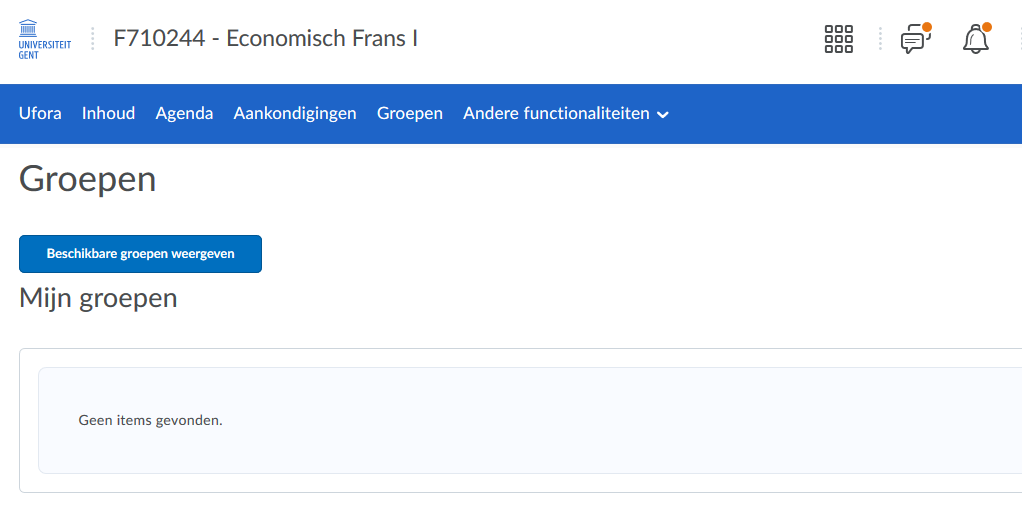 UNIVERSITEIT
GENT
F710244 - Economisch Frans I
Ufora Inhoud Agenda Aankondigingen Groepen Andere functionaliteiten
Groepen
Beschikbare groepen weergeven
Mijn groepen
Geen items gevonden.